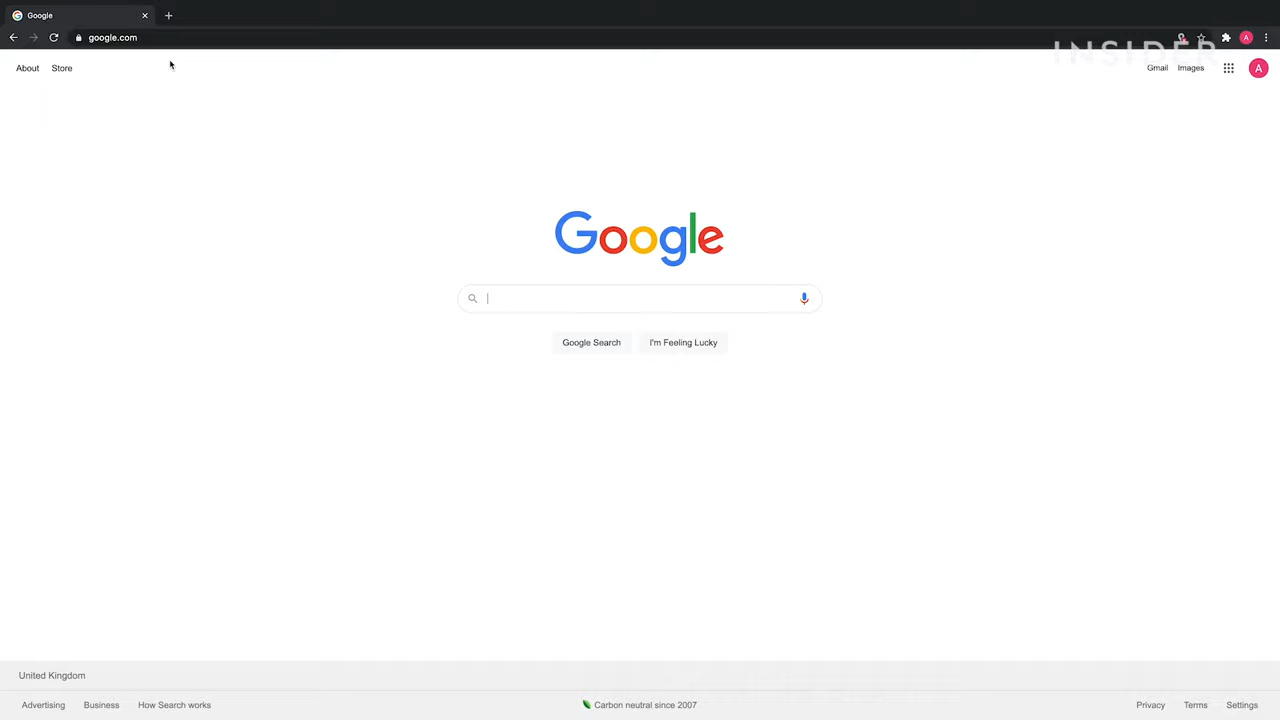 Google
google.com
INSIDER
About Store
Gmail Images A
Google
Google Search I'm Feeling Lucky
United Kingdom
Advertising Business How Search works
Carbon neutral since 2007
Privacy Terms Settings